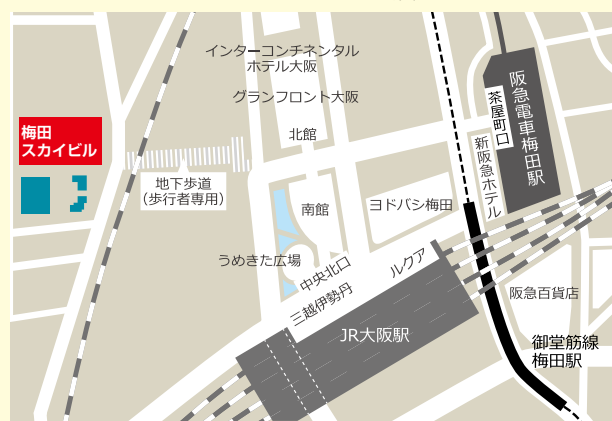 インターコンチネンタル
ホテル大阪
グランフロント大阪
北館
梅田
スカイビル
地下歩道
（歩行者専用）
南館
ヨドバシ梅田
茶屋町口
阪急電車梅田駅
新阪急ホテル
うめきた広場
中央北口
ルクア
三越伊勢丹
JR大阪駅
阪急百貨店
御堂筋線
梅田駅